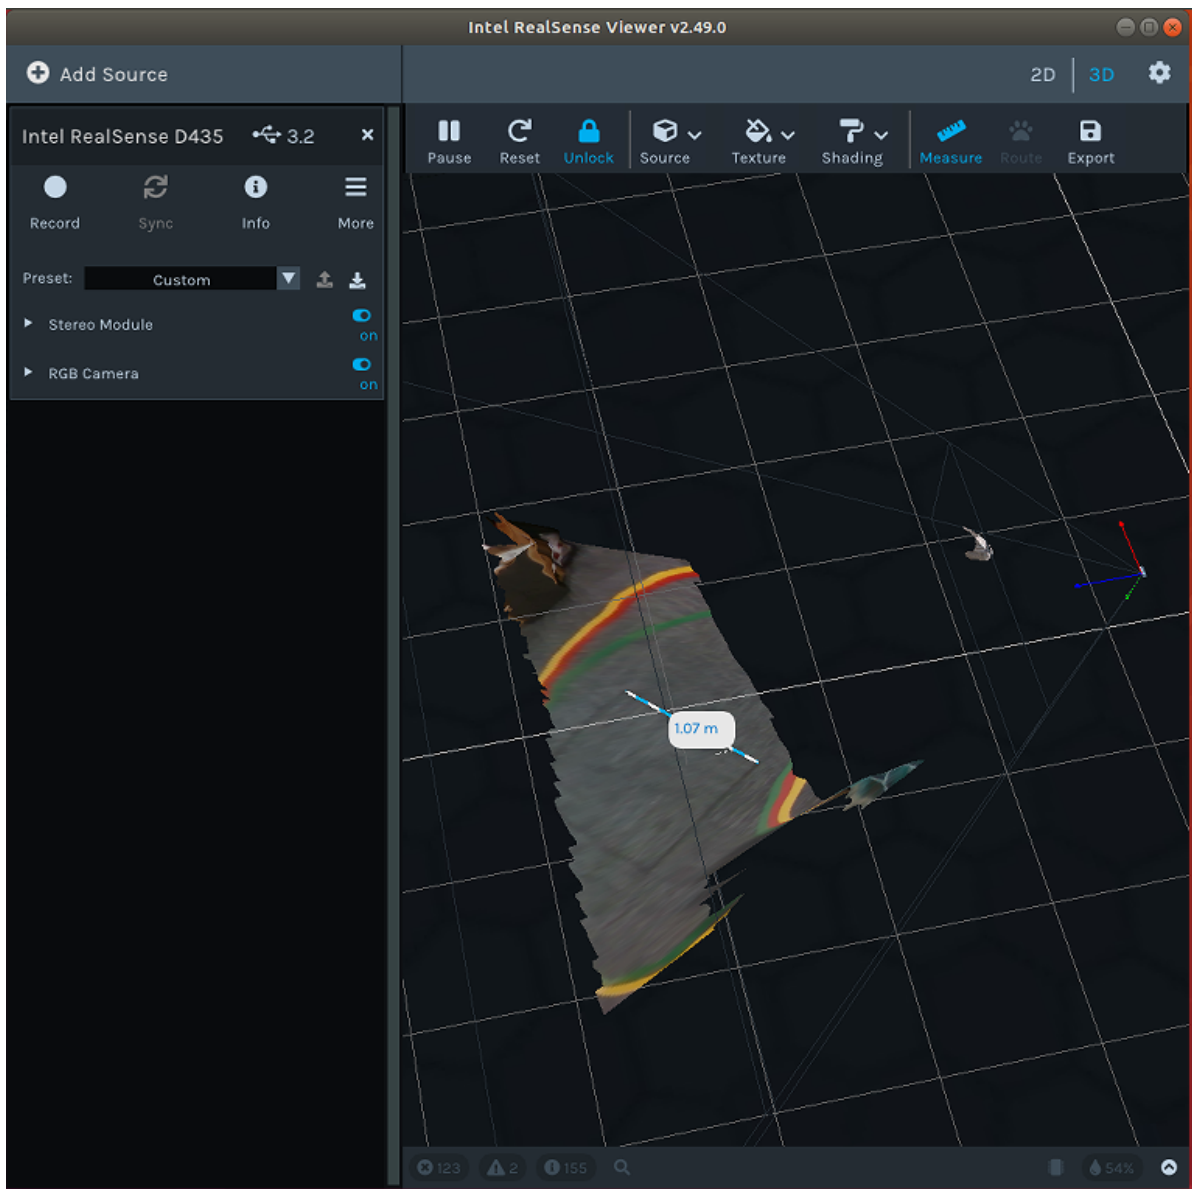 Intel RealSense Viewer v2.49.0
Add Source
2D 3D
Intel RealSense D435 3.2
Pause Reset Unlock Source Texture Shading Measure Route Export
Record Sync Info More
Preset: Custom
Stereo Module
on
RGB Camera
on
1.07 m
123 2 155 54%